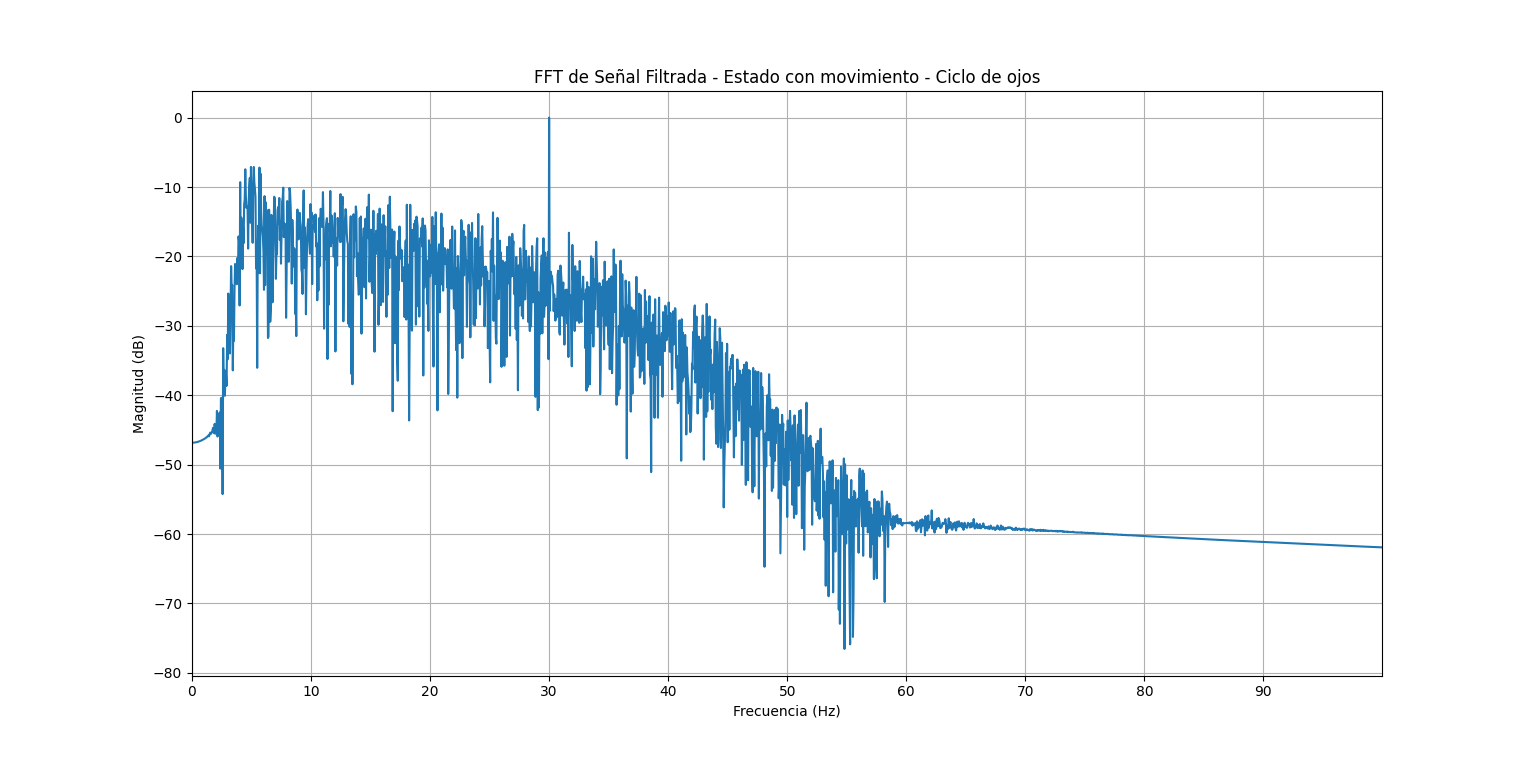 FFT de Señal Filtrada - Estado con movimiento - Ciclo de ojos
Magnitud (dB)
0
−10
−20
−30
−40
−50
−60
−70
−80
0 10 20 30 40 50 60 70 80 90
Frecuencia (Hz)